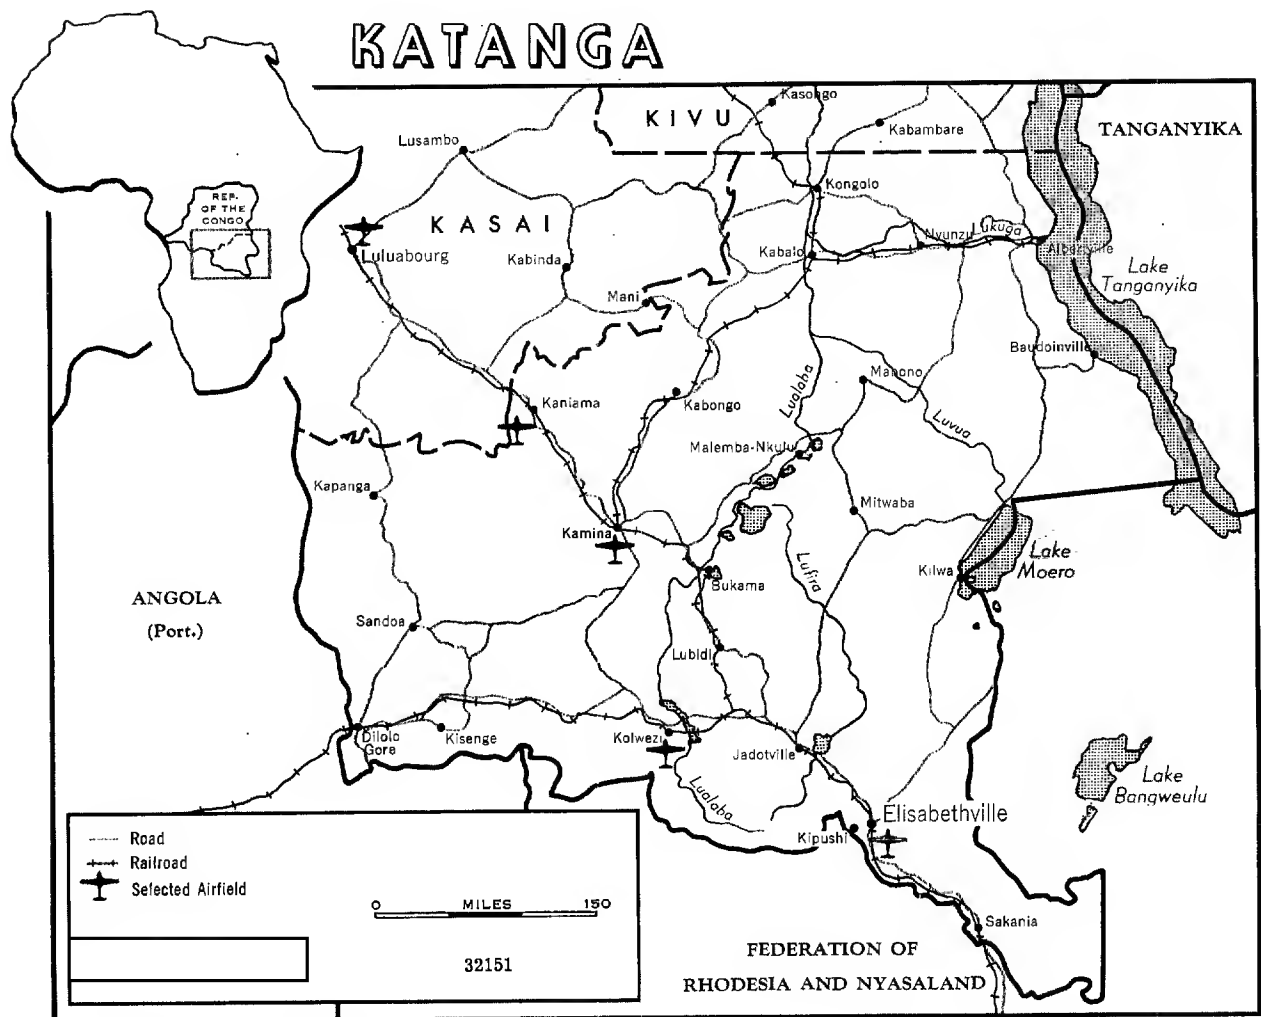 KATANGA
REP.
OF THE
CONGO
KIVU
Kasongo
Kabambare
TANGANYIKA
Lusambo
Kongolo
KASAI
Luluabourg
Kabinda
Kabalo
Nyunzu
Lukuga
Albertville
Lake
Tanganyika
Mani
Baudoinville
Kaniama
Kabongo
Lualaba
Manono
Luvua
Malemba-Nkulu
Kapanga
Mitwaba
Kamina
Lufira
Lake
Moero
Kilwa
Bukama
ANGOLA
(Port.)
Sandoa
Lubidi
Dilolo
Gore
Kisenge
Kolwezi
Jadotville
Lualaba
Lake
Bangweulu
Elisabethville
Kipushi
Sakania
FEDERATION OF
RHODESIA AND NYASALAND
Road
Railroad
Selected Airfield
0 MILES 150
32151